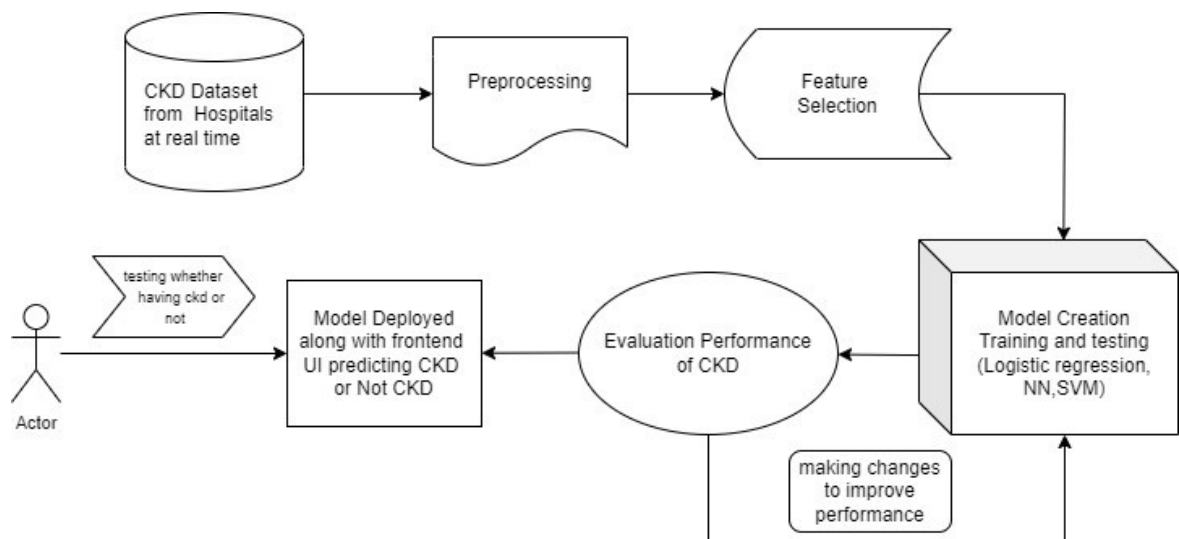 CKD Dataset
from Hospitals
at real time
Preprocessing
Feature
Selection
testing whether
having ckd or
not
Actor
Model Deployed
along with frontend
UI predicting CKD
or Not CKD
Evaluation Performance
of CKD
Model Creation
Training and testing
(Logistic regression,
NN,SVM)
making changes
to improve
performance